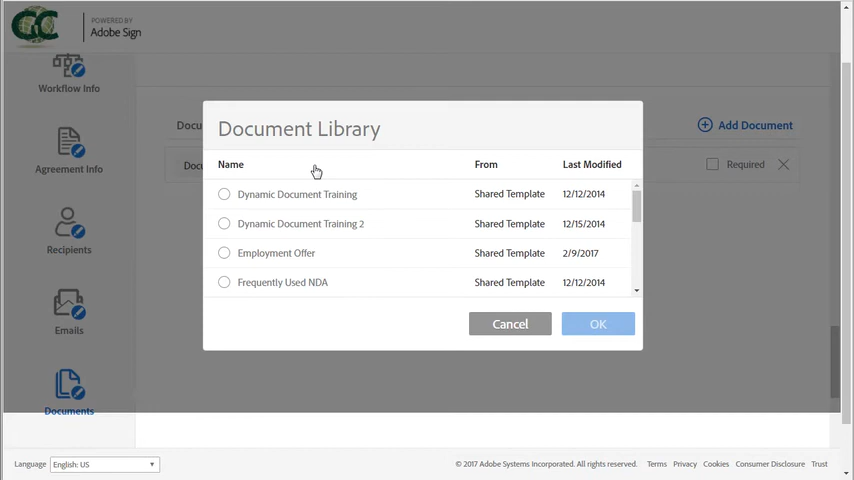 GC
POWERED BY
Adobe Sign
Workflow Info
Agreement Info
Recipients
Emails
Documents
Docu
Add Document
Docu
Required
Document Library
Name From Last Modified
Dynamic Document Training Shared Template 12/12/2014
Dynamic Document Training 2 Shared Template 12/15/2014
Employment Offer Shared Template 2/9/2017
Frequently Used NDA Shared Template 12/12/2014
Cancel OK
Language English: US
© 2017 Adobe Systems Incorporated. All rights reserved. Terms Privacy Cookies Consumer Disclosure Trust